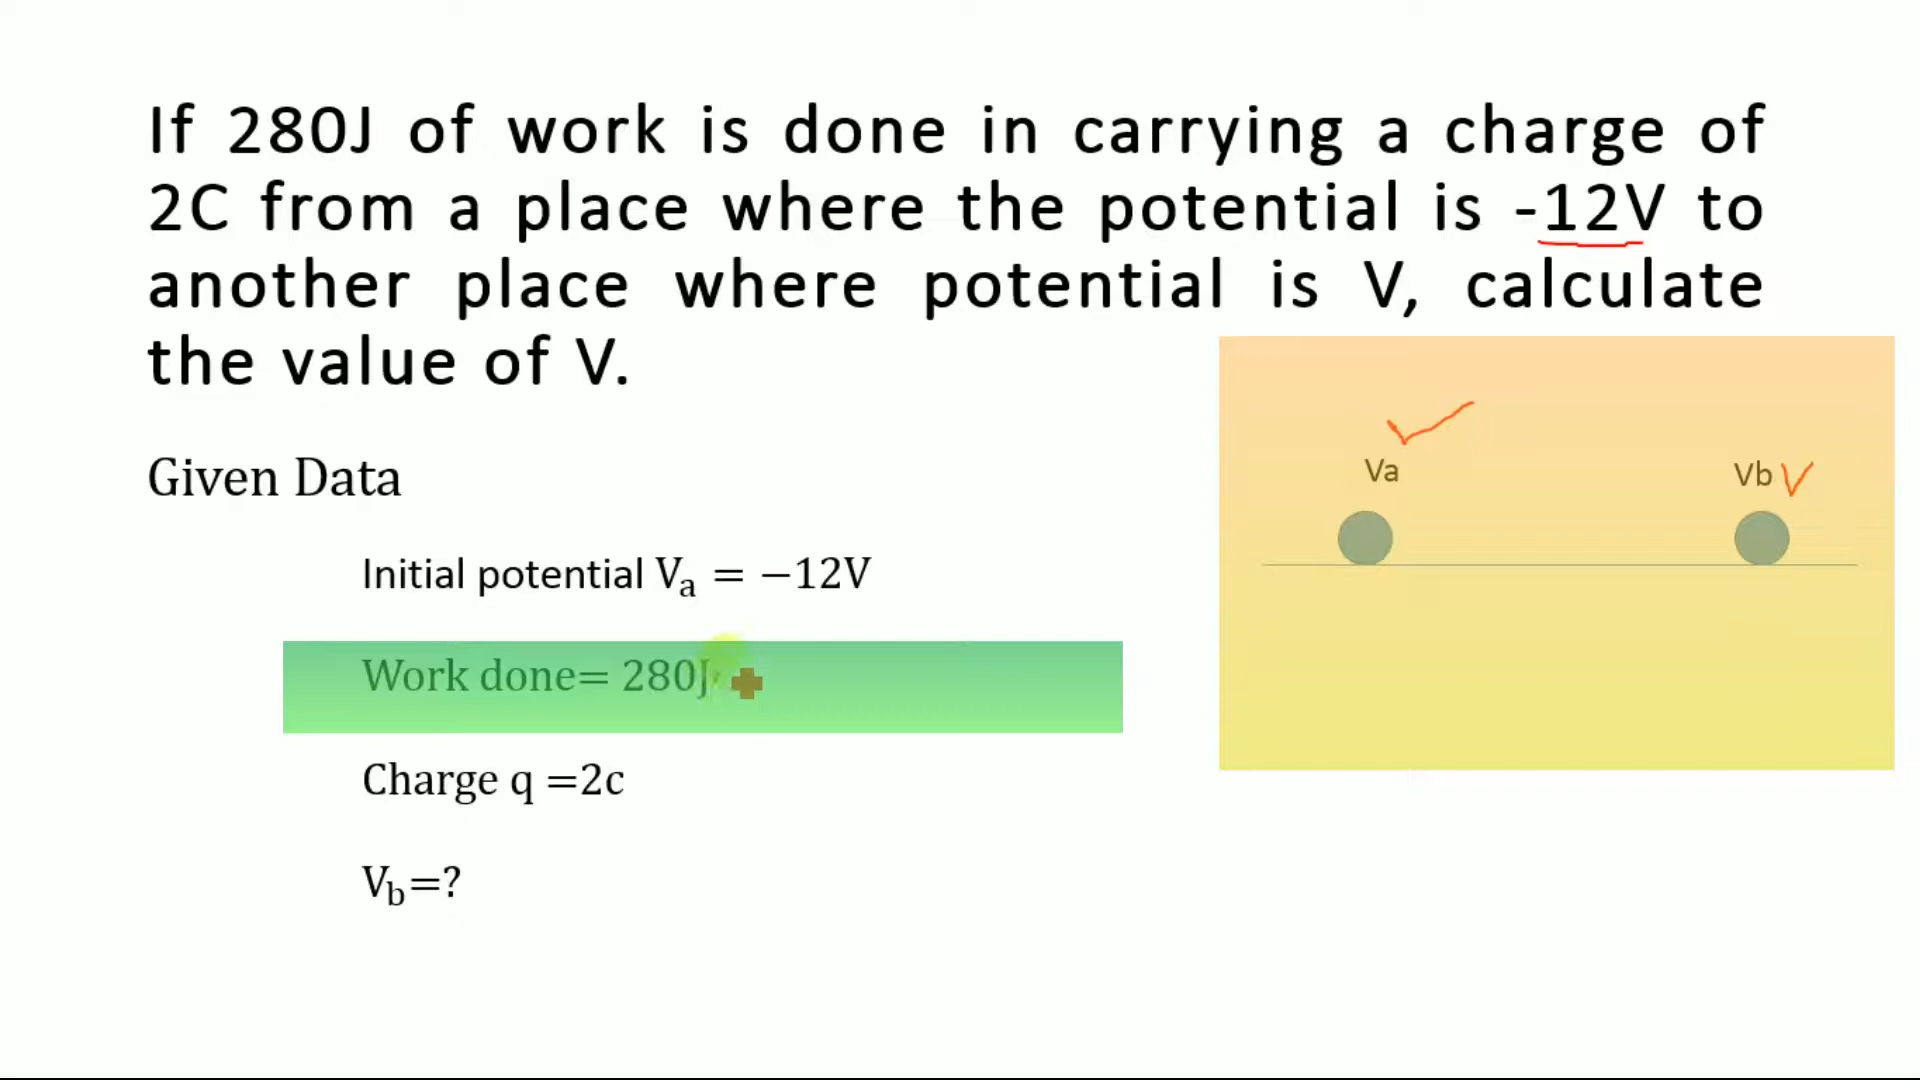 If 280J of work is done in carrying a charge of
2C from a place where the potential is -12V to
another place where potential is V, calculate
the value of V.
Given Data
Va
Vb V
Initial potential Vₐ = −12V
Work done= 280J
Charge q =2c
V_b=?